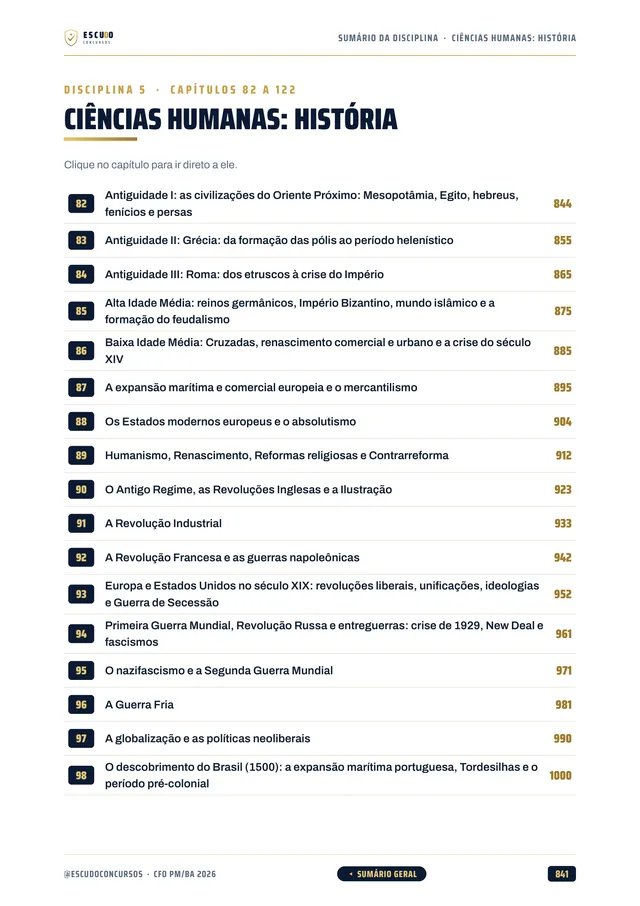 ESCUDO
CONCURSOS
SUMÁRIO DA DISCIPLINA · CIÊNCIAS HUMANAS: HISTÓRIA
DISCIPLINA 5 · CAPÍTULOS 82 A 122
CIÊNCIAS HUMANAS: HISTÓRIA
Clique no capítulo para ir direto a ele.
82 Antiguidade I: as civilizações do Oriente Próximo: Mesopotâmia, Egito, hebreus, 844
fenícios e persas
83 Antiguidade II: Grécia: da formação das pólis ao período helenístico 855
84 Antiguidade III: Roma: dos etruscos à crise do Império 865
85 Alta Idade Média: reinos germânicos, Império Bizantino, mundo islâmico e a 875
formação do feudalismo
86 Baixa Idade Média: Cruzadas, renascimento comercial e urbano e a crise do século 885
XIV
87 A expansão marítima e comercial europeia e o mercantilismo 895
88 Os Estados modernos europeus e o absolutismo 904
89 Humanismo, Renascimento, Reformas religiosas e Contrarreforma 912
90 O Antigo Regime, as Revoluções Inglesas e a Ilustração 923
91 A Revolução Industrial 933
92 A Revolução Francesa e as guerras napoleônicas 942
93 Europa e Estados Unidos no século XIX: revoluções liberais, unificações, ideologias 952
e Guerra de Secessão
94 Primeira Guerra Mundial, Revolução Russa e entreguerras: crise de 1929, New Deal e 961
fascismos
95 O nazifascismo e a Segunda Guerra Mundial 971
96 A Guerra Fria 981
97 A globalização e as políticas neoliberais 990
98 O descobrimento do Brasil (1500): a expansão marítima portuguesa, Tordesilhas e o 1000
período pré-colonial
@ESCUDOCONCURSOS · CFO PM/BA 2026
SUMÁRIO GERAL
841